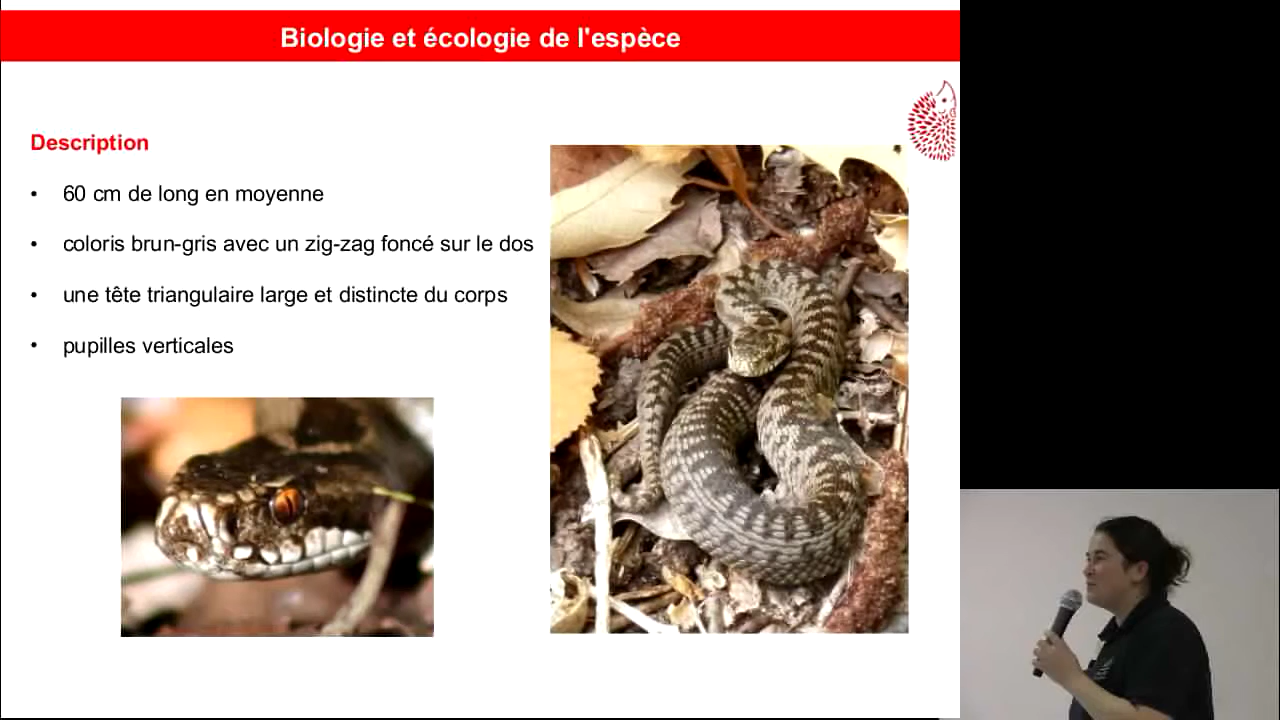 Biologie et écologie de l'espèce
Description
• 60 cm de long en moyenne
• coloris brun-gris avec un zig-zag foncé sur le dos
• une tête triangulaire large et distincte du corps
• pupilles verticales